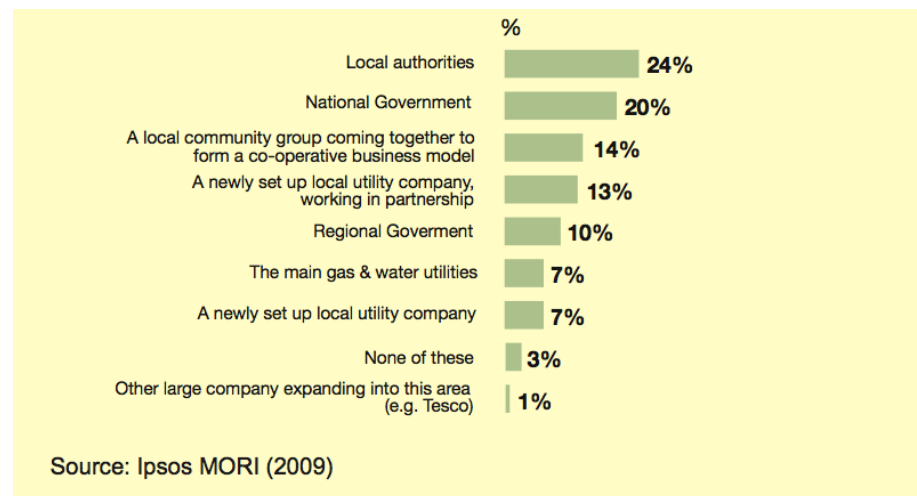 %
Local authorities 24%
National Government 20%
A local community group coming together to
form a co-operative business model 14%
A newly set up local utility company,
working in partnership 13%
Regional Goverment 10%
The main gas & water utilities 7%
A newly set up local utility company 7%
None of these 3%
Other large company expanding into this area
(e.g. Tesco) 1%
Source: Ipsos MORI (2009)